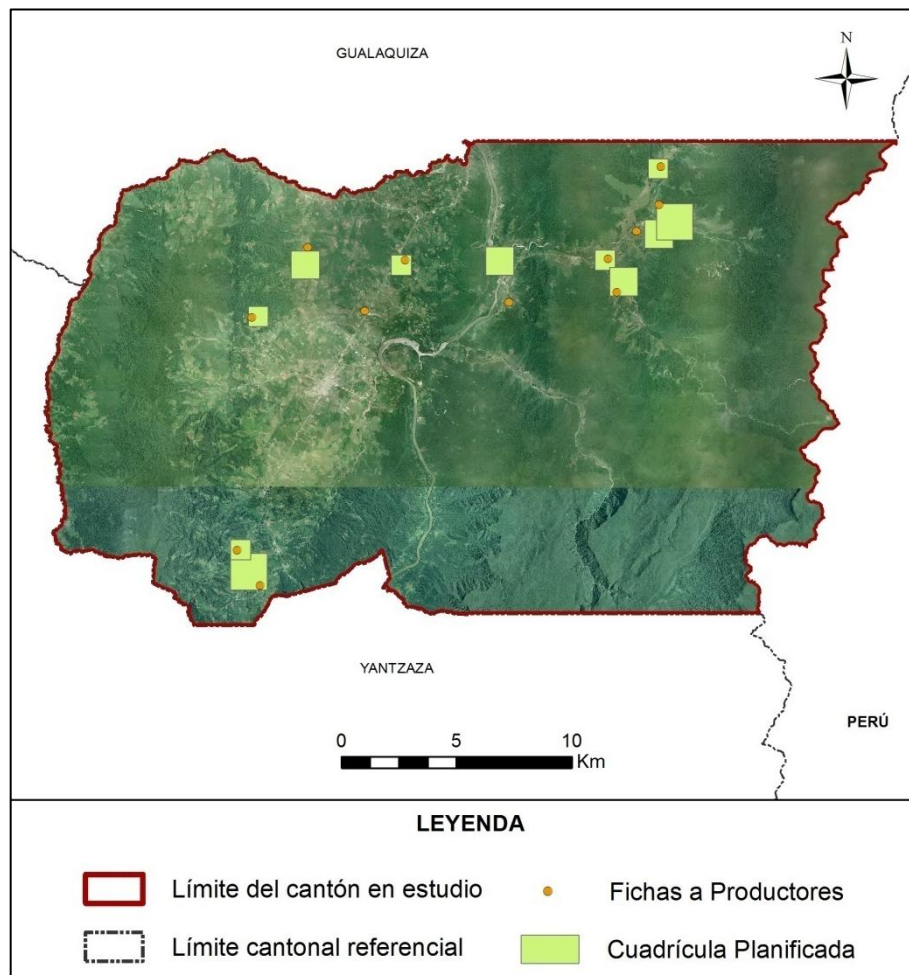 GUALAQUIZA
N
YANTZAZA
PERÚ
0 5 10
Km
LEYENDA
Límite del cantón en estudio
Fichas a Productores
Límite cantonal referencial
Cuadrícula Planificada